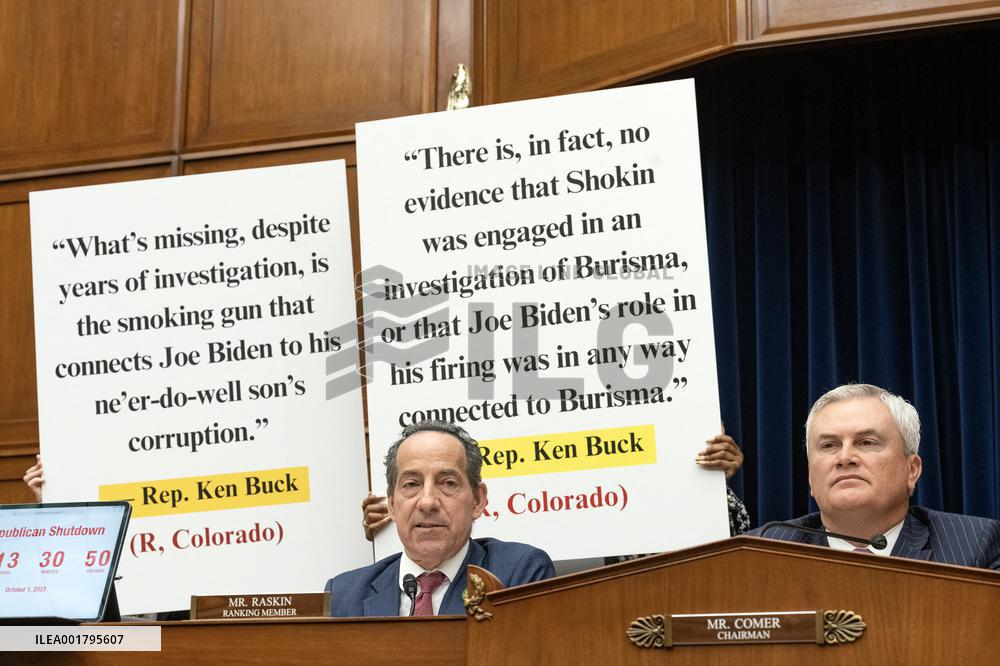 “What’s missing, despite
years of investigation, is
the smoking gun that
connects Joe Biden to his
ne’er-do-well son’s
corruption.”
— Rep. Ken Buck
(R, Colorado)
“There is, in fact, no
evidence that Shokin
was engaged in an
investigation of Burisma,
or that Joe Biden’s role in
his firing was in any way
connected to Burisma.”
Rep. Ken Buck
R, Colorado)
IMAGE LINK GLOBAL
ILG
publican Shutdown
13 30 50
MINUTES SECONDS
October 1, 2023
MR. RASKIN
RANKING MEMBER
MR. COMER
CHAIRMAN
ILEA001795607